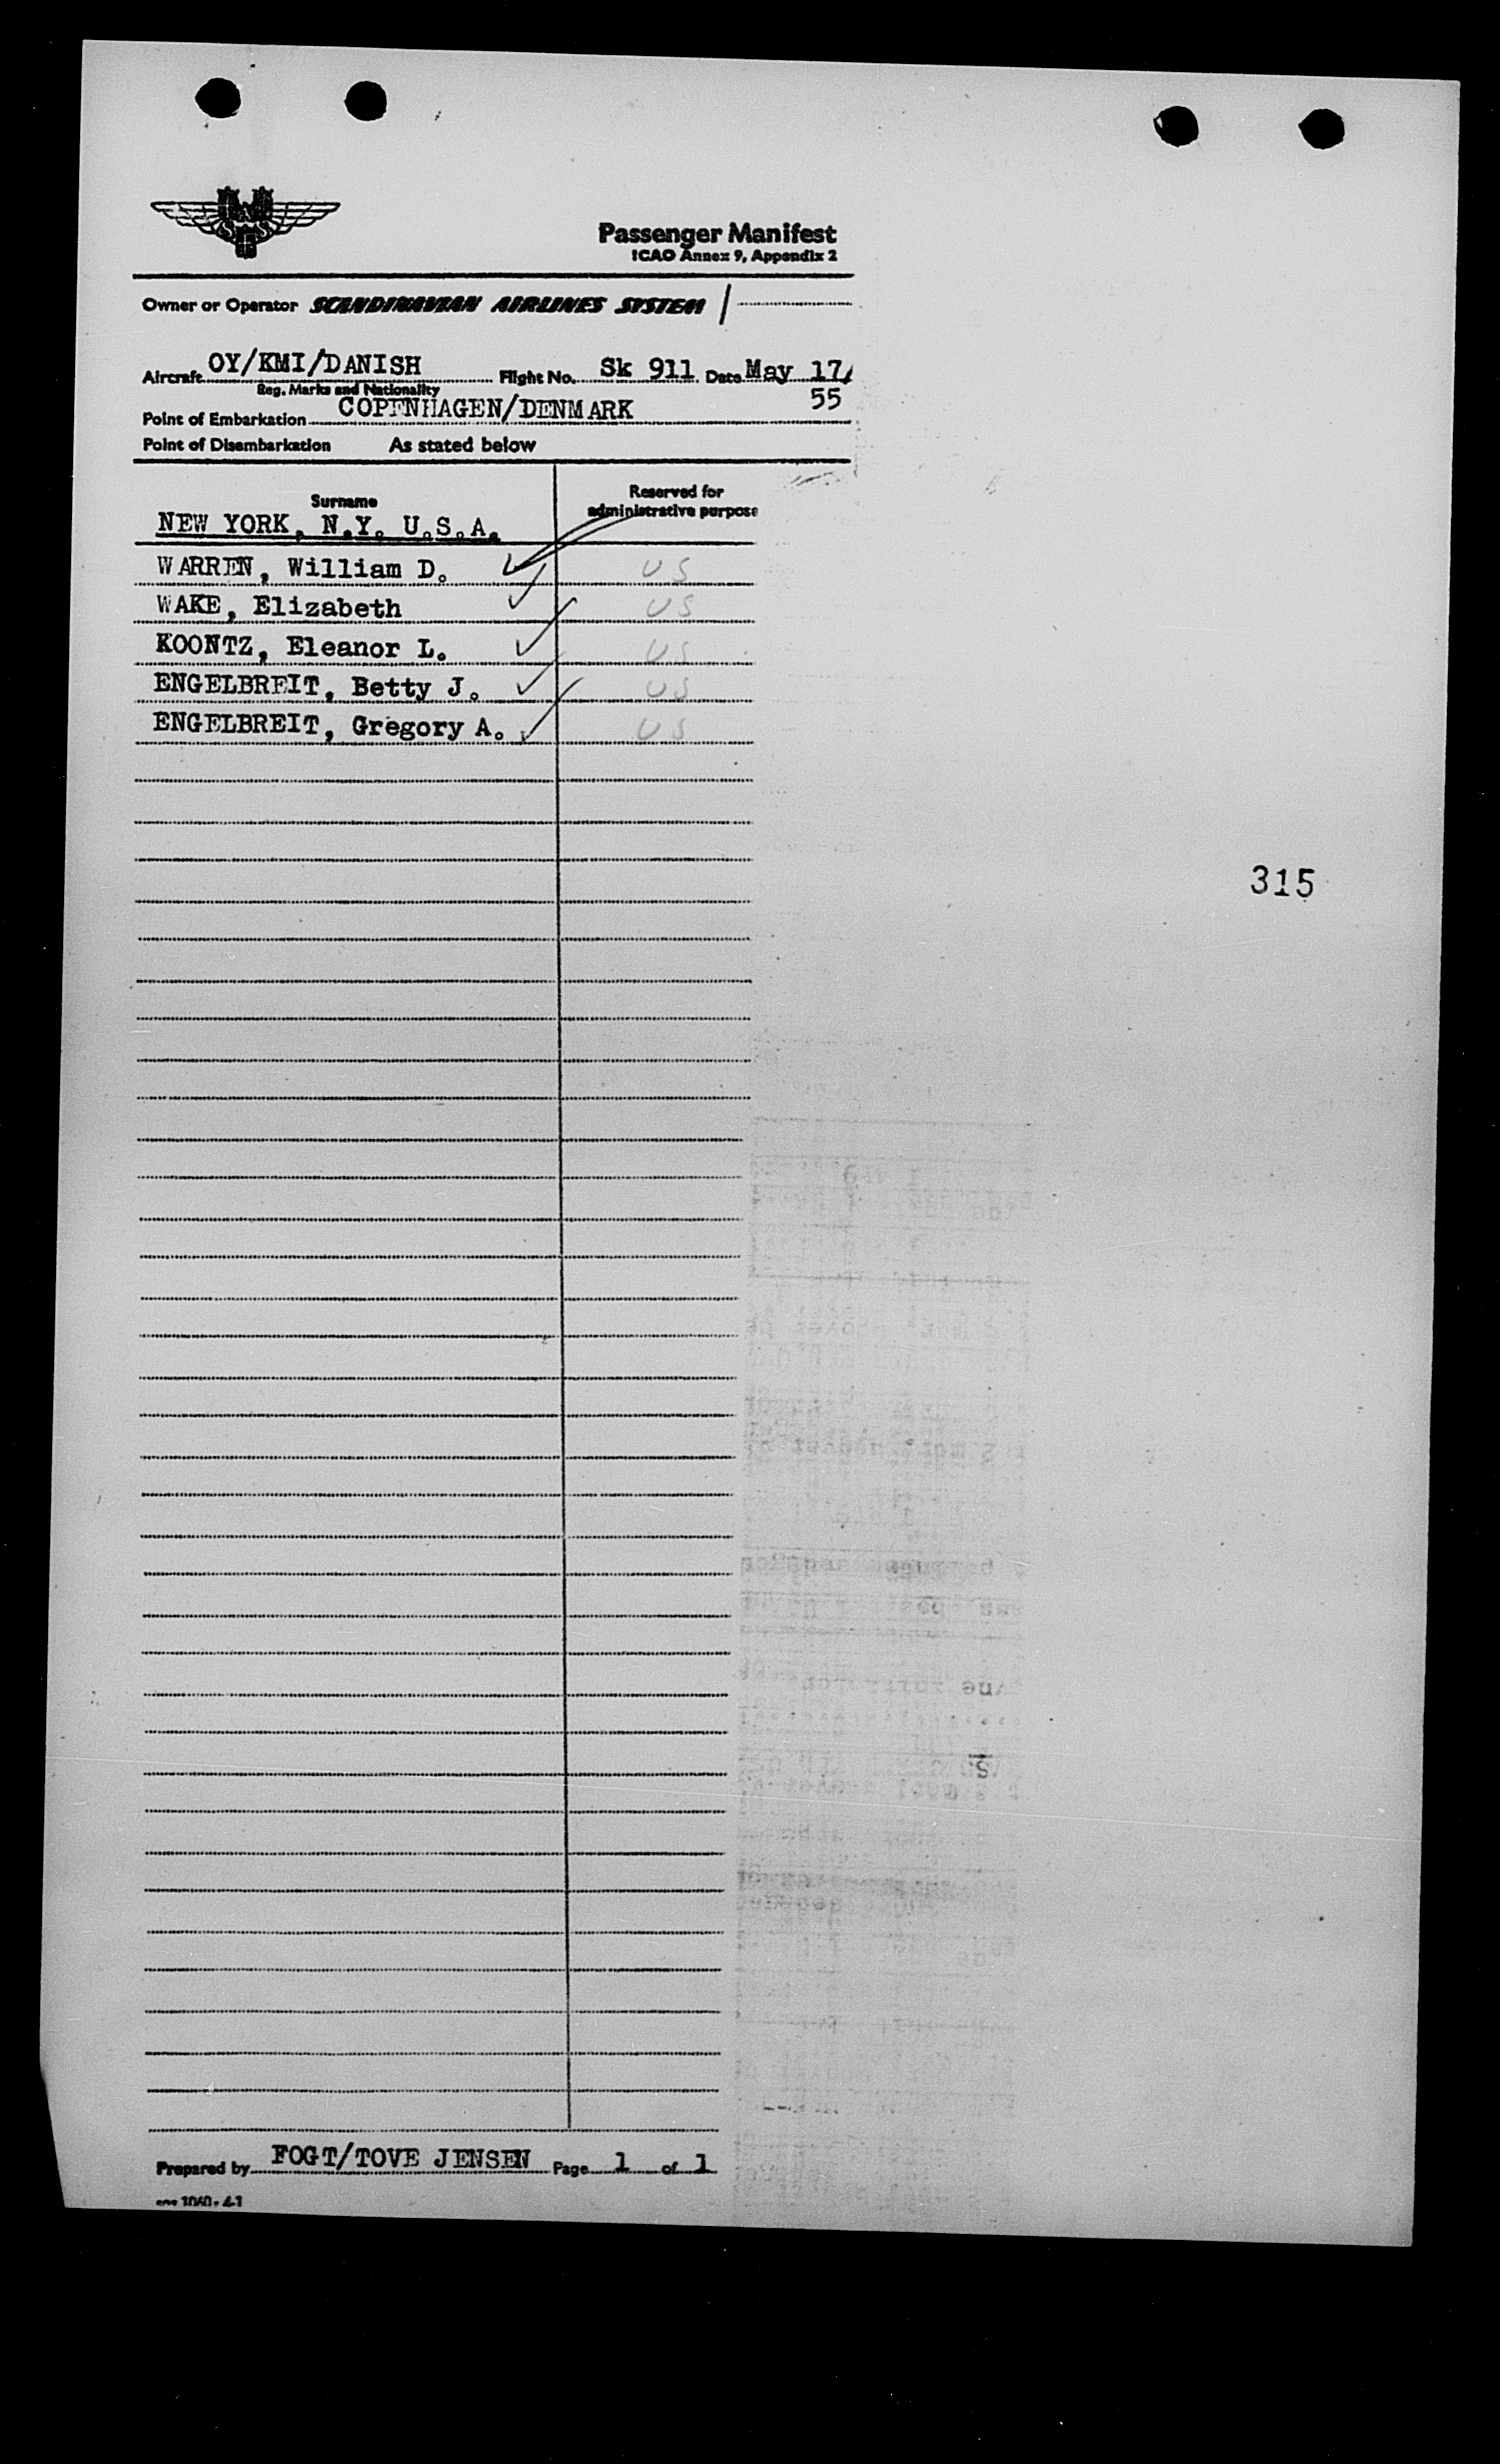 SAS
Passenger Manifest
ICAO Annex 9, Appendix 2
Owner or Operator SCANDINAVIAN AIRLINES SYSTEM /
Aircraft OY/KMI/DANISH Flight No. Sk 911 Date May 17/
Reg. Marks and Nationality
55
Point of Embarkation COPENHAGEN/DENMARK
Point of Disembarkation As stated below
Surname
Reserved for
administrative purpose
NEW YORK, N.Y. U.S.A.
WARREN, William D. US
WAKE, Elizabeth US
KOONTZ, Eleanor L. US
ENGELBREIT, Betty J. US
ENGELBREIT, Gregory A. US
315
Prepared by FOGT/TOVE JENSEN Page 1 of 1